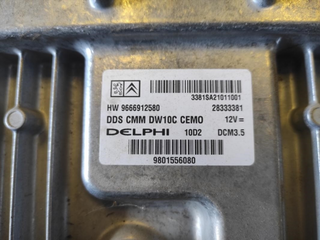 3381SA21011001
HW 9666912580 28333381
DDS CMM DW10C CEMO 12V =
DELPHI 10D2 DCM3.5
9801556080